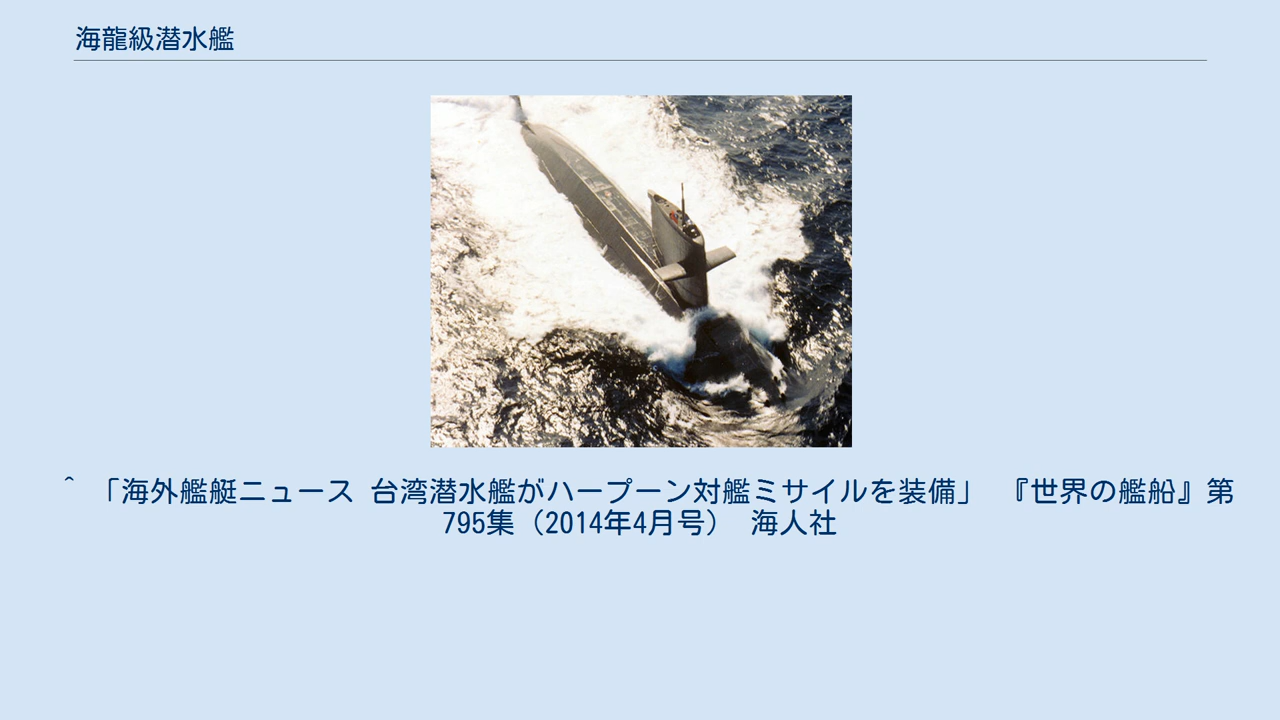 海龍級潜水艦
^ 「海外艦艇ニュース 台湾潜水艦がハープーン対艦ミサイルを装備」 『世界の艦船』第
795集（2014年4月号） 海人社